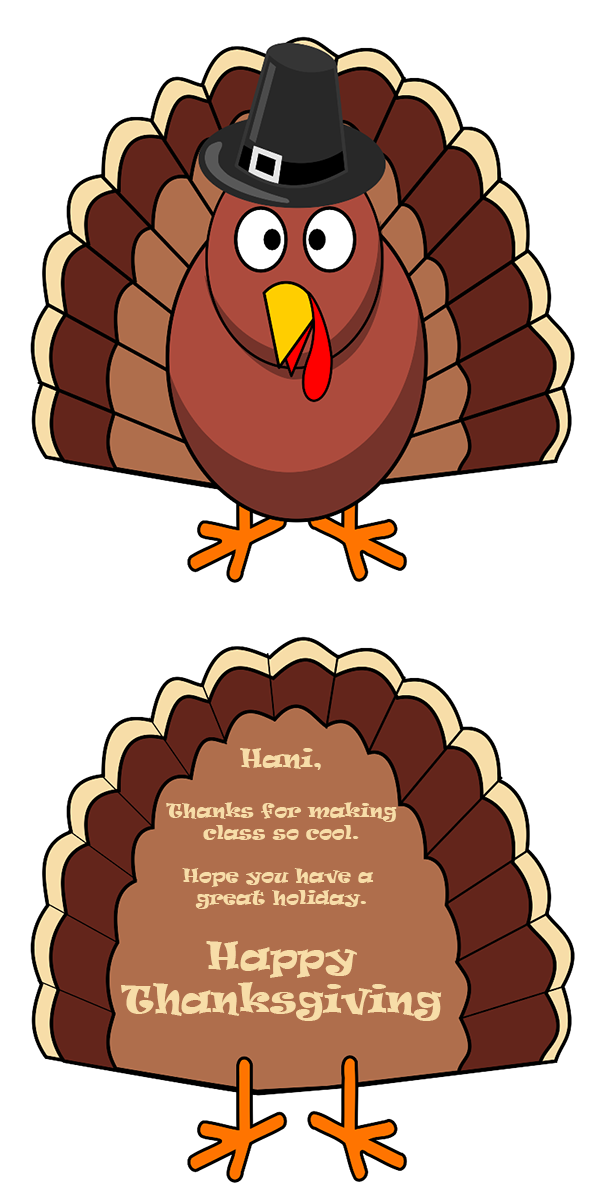 Hani,
Thanks for making
class so cool.
Hope you have a
great holiday.
Happy
Thanksgiving